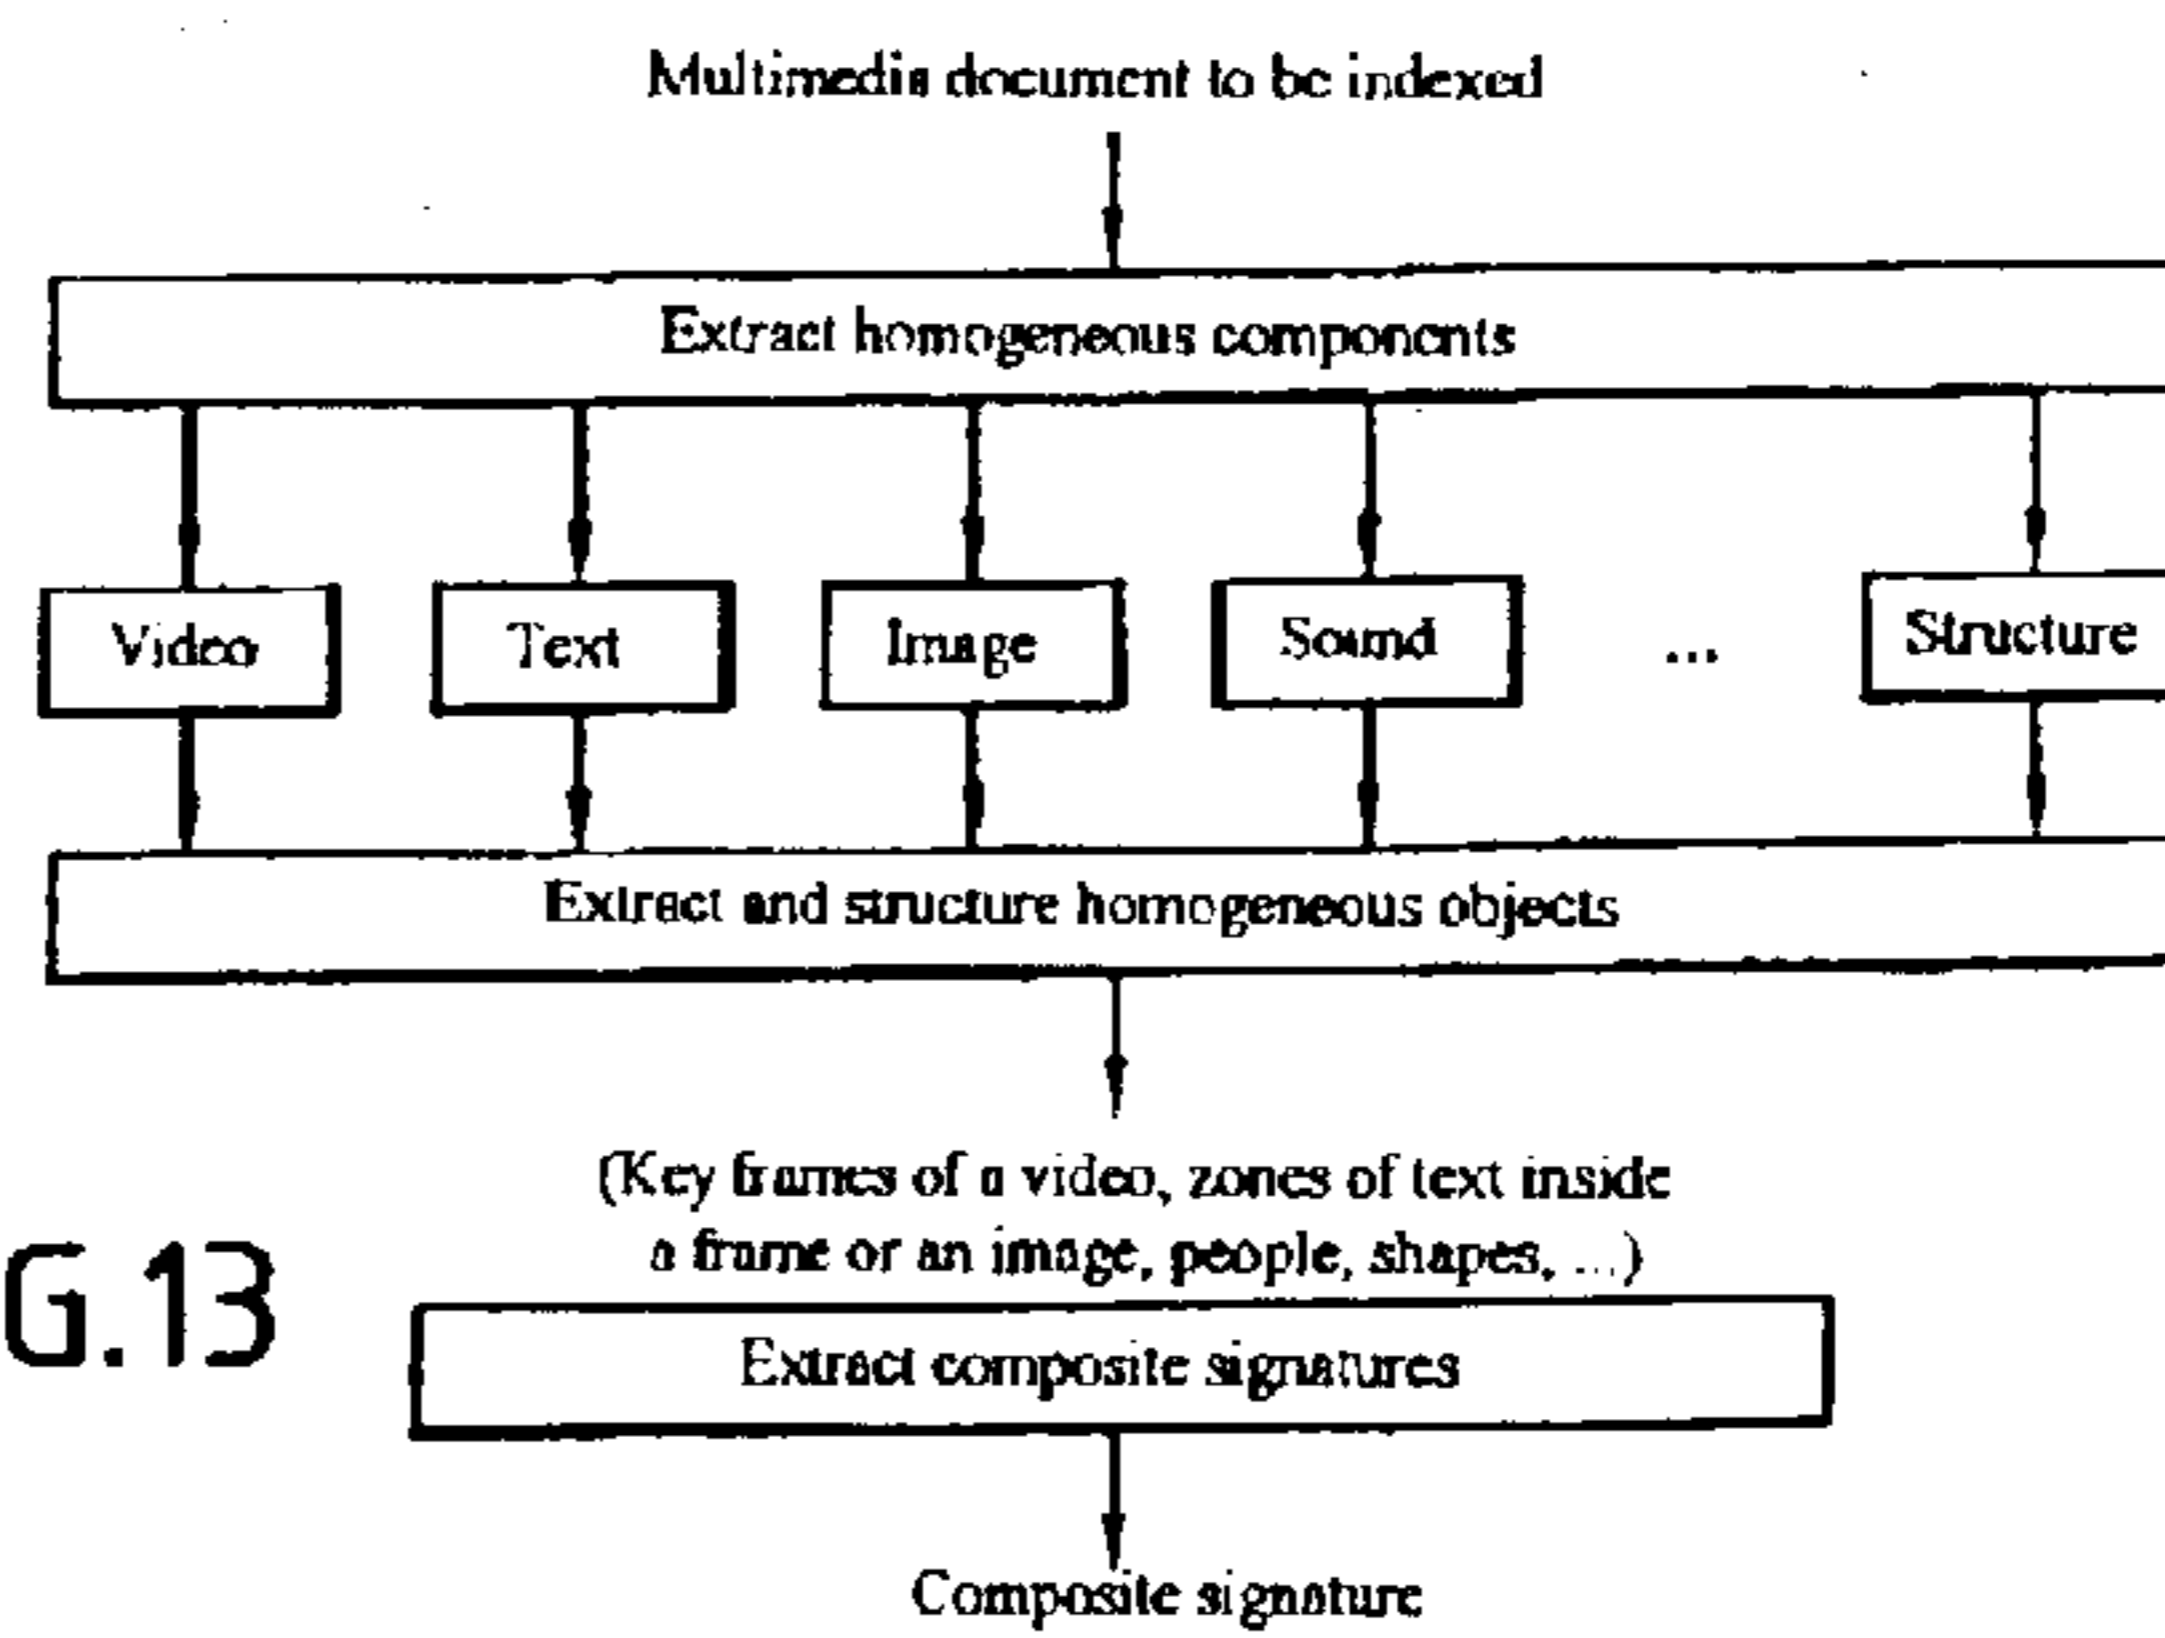 Multimedia document to be indexed
Extract homogeneous components
Video Text Image Sound ... Structure
Extract and structure homogeneous objects
(Key frames of a video, zones of text inside
a frame or an image, people, shapes, ...)
G.13
Extract composite signatures
Composite signature